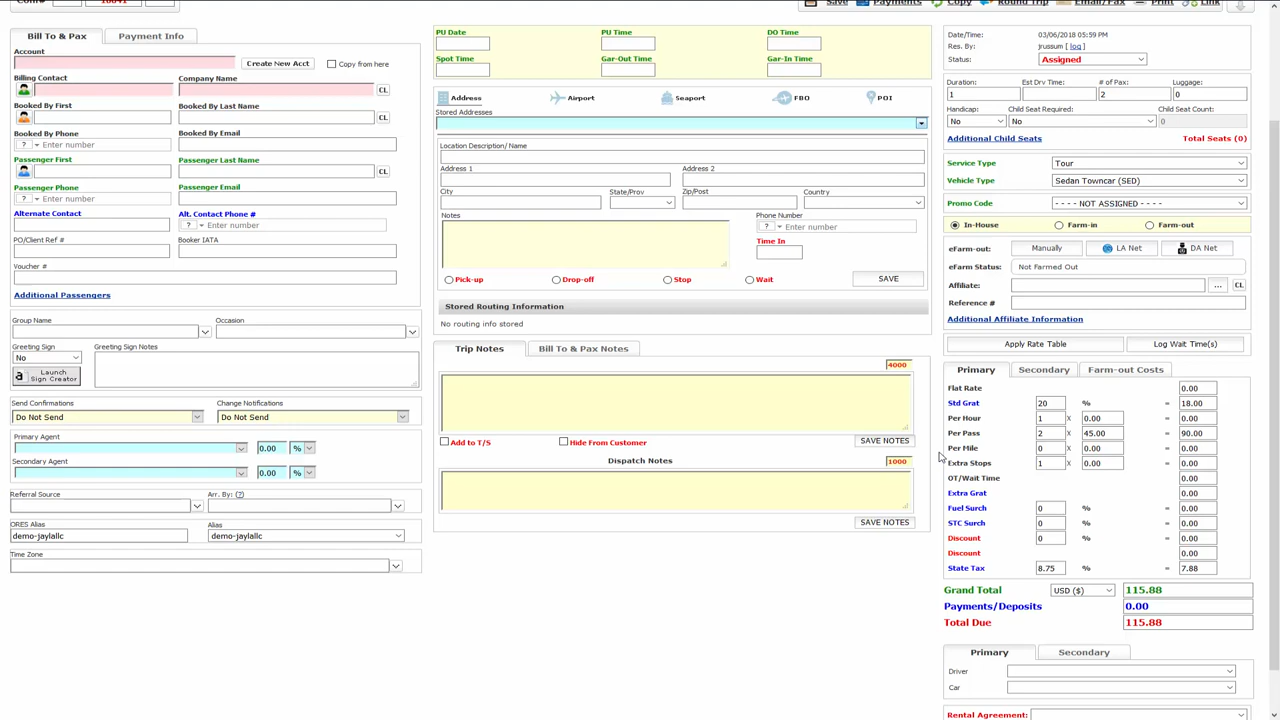 Conf# 16041
Save Payments Copy Round Trip Email/Fax Print Link
Bill To & Pax Payment Info
Account
Create New Acct Copy from here
Billing Contact Company Name
CL
Booked By First Booked By Last Name
CL
Booked By Phone Booked By Email
? Enter number
Passenger First Passenger Last Name
CL
Passenger Phone Passenger Email
? Enter number
Alternate Contact Alt. Contact Phone #
? Enter number
PO/Client Ref # Booker IATA
Voucher #
Additional Passengers
Group Name Occasion
Greeting Sign Greeting Sign Notes
No
a Launch
Sign Creator
Send Confirmations Change Notifications
Do Not Send Do Not Send
Primary Agent
0.00 %
Secondary Agent
0.00 %
Referral Source Arr. By: (?)
ORES Alias Alias
demo-jaylallc demo-jaylallc
Time Zone
PU Date PU Time DO Time
Spot Time Gar-Out Time Gar-In Time
Address Airport Seaport FBO POI
Stored Addresses
Location Description/ Name
Address 1 Address 2
City State/Prov Zip/Post Country
Notes Phone Number
? Enter number
Time In
Pick-up Drop-off Stop Wait SAVE
Stored Routing Information
No routing info stored
Trip Notes Bill To & Pax Notes
4000
Add to T/S Hide From Customer SAVE NOTES
Dispatch Notes 1000
SAVE NOTES
Date/Time: 03/06/2018 05:59 PM
Res. By: jrussum [ log ]
Status: Assigned
Duration: Est Drv Time: # of Pax: Luggage:
1 2 0
Handicap: Child Seat Required: Child Seat Count:
No No 0
Additional Child Seats Total Seats (0)
Service Type Tour
Vehicle Type Sedan Towncar (SED)
Promo Code - - - - NOT ASSIGNED - - - -
In-House Farm-in Farm-out
eFarm-out: Manually LA Net DA Net
eFarm Status: Not Farmed Out
Affiliate: ... CL
Reference #
Additional Affiliate Information
Apply Rate Table Log Wait Time(s)
Primary Secondary Farm-out Costs
Flat Rate 0.00
Std Grat 20 % = 18.00
Per Hour 1 X 0.00 = 0.00
Per Pass 2 X 45.00 = 90.00
Per Mile 0 X 0.00 = 0.00
Extra Stops 1 X 0.00 = 0.00
OT/Wait Time 0.00
Extra Grat 0.00
Fuel Surch 0 % = 0.00
STC Surch 0 % = 0.00
Discount 0 % = 0.00
Discount 0.00
State Tax 8.75 % = 7.88
Grand Total USD ($) 115.88
Payments/Deposits 0.00
Total Due 115.88
Primary Secondary
Driver
Car
Rental Agreement: